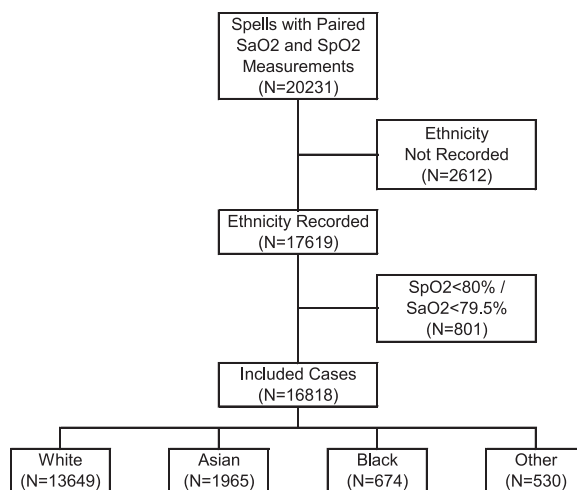 Spells with Paired
SaO2 and SpO2
Measurements
(N=20231)
Ethnicity
Not Recorded
(N=2612)
Ethnicity Recorded
(N=17619)
SpO2<80% /
SaO2<79.5%
(N=801)
Included Cases
(N=16818)
White
(N=13649)
Asian
(N=1965)
Black
(N=674)
Other
(N=530)